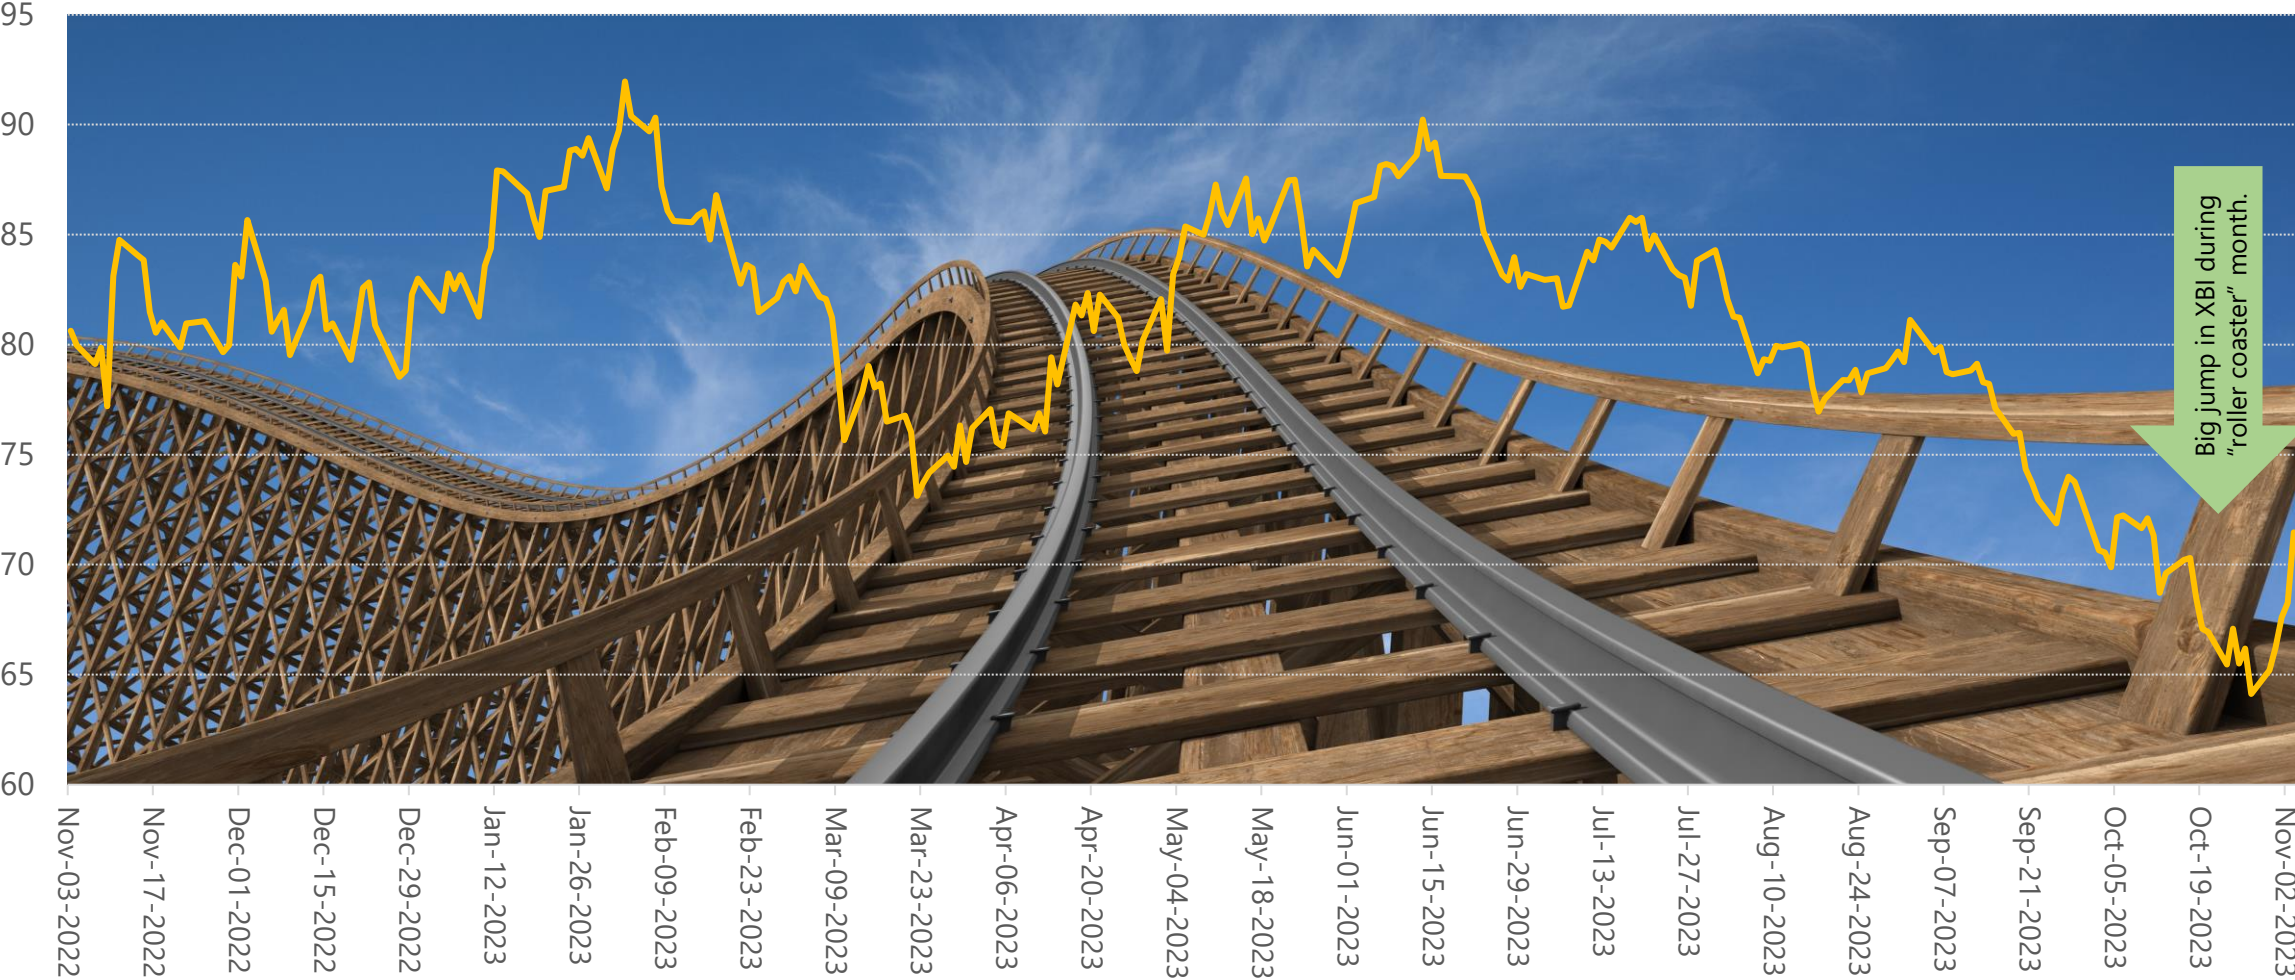 95
90
85
80
75
70
65
60
Big jump in XBI during
“roller coaster” month.
Nov-03-2022
Nov-17-2022
Dec-01-2022
Dec-15-2022
Dec-29-2022
Jan-12-2023
Jan-26-2023
Feb-09-2023
Feb-23-2023
Mar-09-2023
Mar-23-2023
Apr-06-2023
Apr-20-2023
May-04-2023
May-18-2023
Jun-01-2023
Jun-15-2023
Jun-29-2023
Jul-13-2023
Jul-27-2023
Aug-10-2023
Aug-24-2023
Sep-07-2023
Sep-21-2023
Oct-05-2023
Oct-19-2023
Nov-02-2023